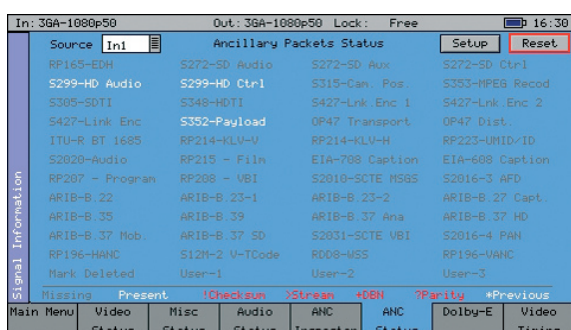 In: 3GA-1080p50 Out: 3GA-1080p50 Lock: Free 16:30
Source In1 Ancillary Packets Status Setup Reset
RP165-EDH S272-SD Audio S272-SD Aux S272-SD Ctrl
S299-HD Audio S299-HD Ctrl S315-Cam. Pos. S353-MPEG Recod
S305-SDTI S348-HDTI S427-Lnk.Enc 1 S427-Lnk Enc 2
S427-Link Enc S352-Payload OP47 Transport OP47 Dist.
ITU-R BT 1685 RP214-KLV-V RP214-KLV-H RP223-UMID/ID
S2020-Audio RP215 - Film EIA-708 Caption EIA-608 Caption
RP207 - Program RP208 - VBI S2010-SCTE MSGS S2016-3 AFD
ARIB-B.22 ARIB-B.23-1 ARIB-B.23-2 ARIB-B.27 Capt.
ARIB-B.35 ARIB-B.39 ARIB-B.37 Ana ARIB-B.37 HD
ARIB-B.37 Mob. ARIB-B.37 SD S2031-SCTE VBI S2016-4 PAN
RP196-HANC S12M-2 V-TCode RDD8-WSS RP196-VANC
Mark Deleted User-1 User-2 User-3
Missing Present !Checksum >Stream +DBN ?Parity *Previous
Signal Information
Main Menu Video Misc Audio ANC ANC Dolby-E Video
Status Status Status Inspector Status Timing